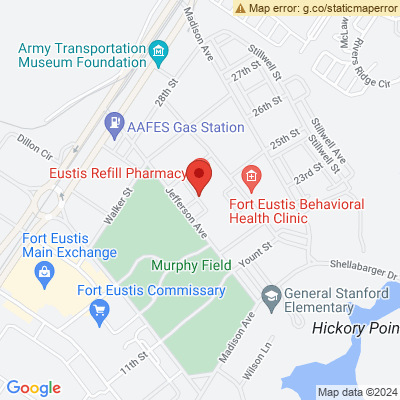 Map error: g.co/staticmaperror
Madison Ave
Stillwell St
McLaw
Rivers Ridge Cir
Army Transportation
Museum Foundation
27th St
28th St
26th St
AAFES Gas Station
25th St
Stillwell Ave
Dillon Cir
Eustis Refill Pharmacy
23rd St
Fort Eustis Behavioral
Health Clinic
Walker St
Jefferson Ave
Fort Eustis
Main Exchange
Yount St
Murphy Field
Shellabarger Dr
Fort Eustis Commissary
General Stanford
Elementary
Hickory Poin
Madison Ave
11th St
Wilson Ln
Google
Map data ©2024